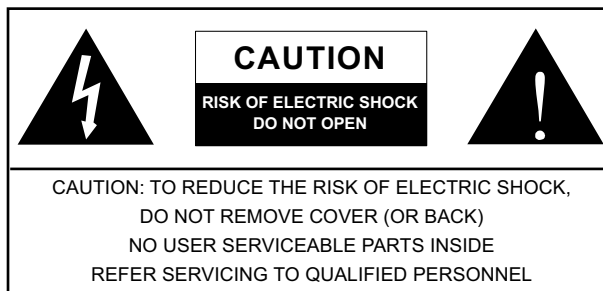 CAUTION
RISK OF ELECTRIC SHOCK
DO NOT OPEN
CAUTION: TO REDUCE THE RISK OF ELECTRIC SHOCK,
DO NOT REMOVE COVER (OR BACK)
NO USER SERVICEABLE PARTS INSIDE
REFER SERVICING TO QUALIFIED PERSONNEL